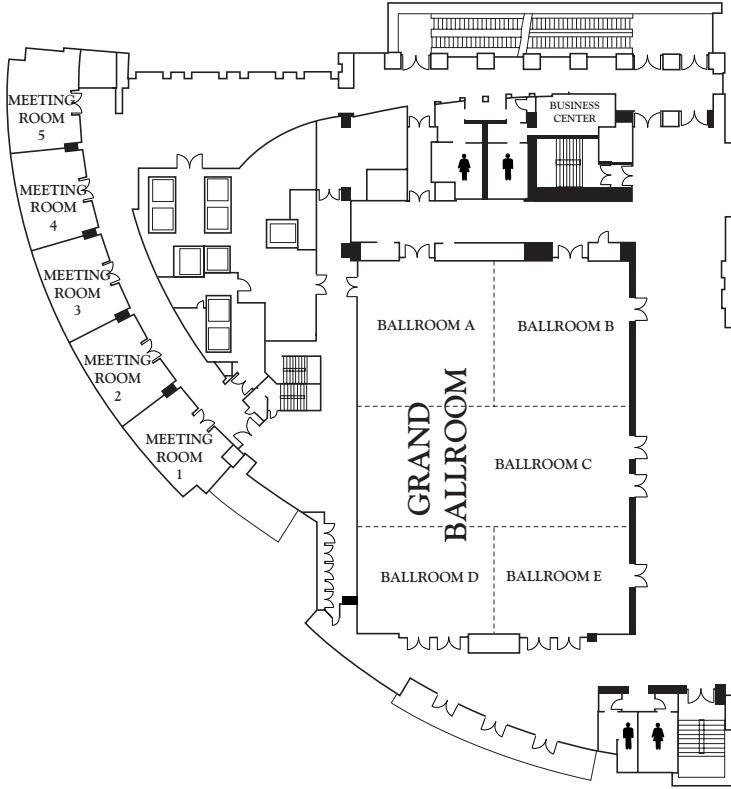 BUSINESS
CENTER
MEETING
ROOM
5
MEETING
ROOM
4
MEETING
ROOM
3
MEETING
ROOM
2
MEETING
ROOM
1
BALLROOM A
BALLROOM B
GRAND
BALLROOM
BALLROOM C
BALLROOM D
BALLROOM E